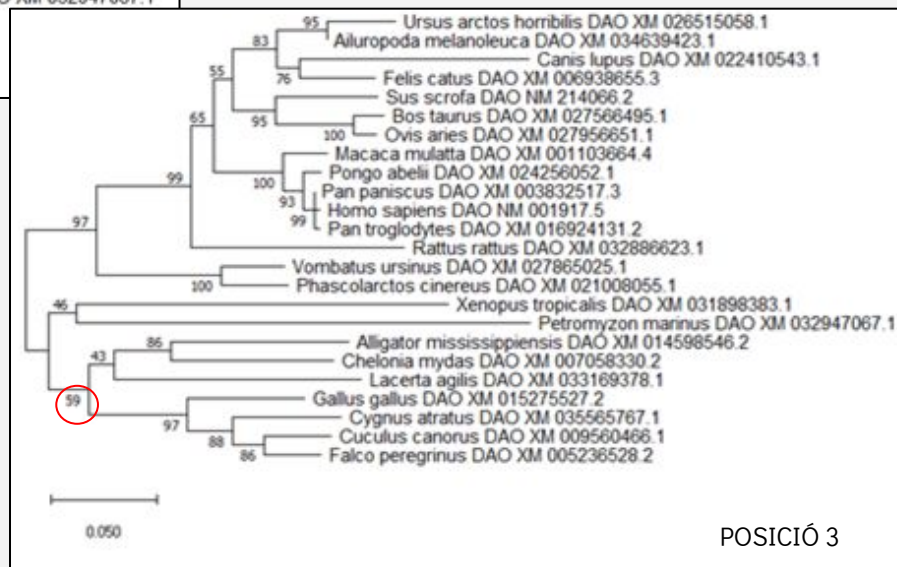 95 Ursus arctos horribilis DAO XM 026515058.1
83 Ailuropoda melanoleuca DAO XM 034639423.1
Canis lupus DAO XM 022410543.1
55 76 Felis catus DAO XM 006938655.3
Sus scrofa DAO NM 214066.2
65 95 Bos taurus DAO XM 027566495.1
100 Ovis aries DAO XM 027956651.1
Macaca mulatta DAO XM 001103664.4
99 100 Pongo abelii DAO XM 024256052.1
93 Pan paniscus DAO XM 003832517.3
99 Homo sapiens DAO NM 001917.5
97 Pan troglodytes DAO XM 016924131.2
Rattus rattus DAO XM 032886623.1
Vombatus ursinus DAO XM 027865025.1
100 Phascolarctos cinereus DAO XM 021008055.1
46 Xenopus tropicalis DAO XM 031898383.1
Petromyzon marinus DAO XM 032947067.1
86 Alligator mississippiensis DAO XM 014598546.2
43 Chelonia mydas DAO XM 007058330.2
Lacerta agilis DAO XM 033169378.1
59 Gallus gallus DAO XM 015275527.2
97 Cygnus atratus DAO XM 035565767.1
88 Cuculus canorus DAO XM 009560466.1
86 Falco peregrinus DAO XM 005236528.2
0.050
POSICIÓ 3